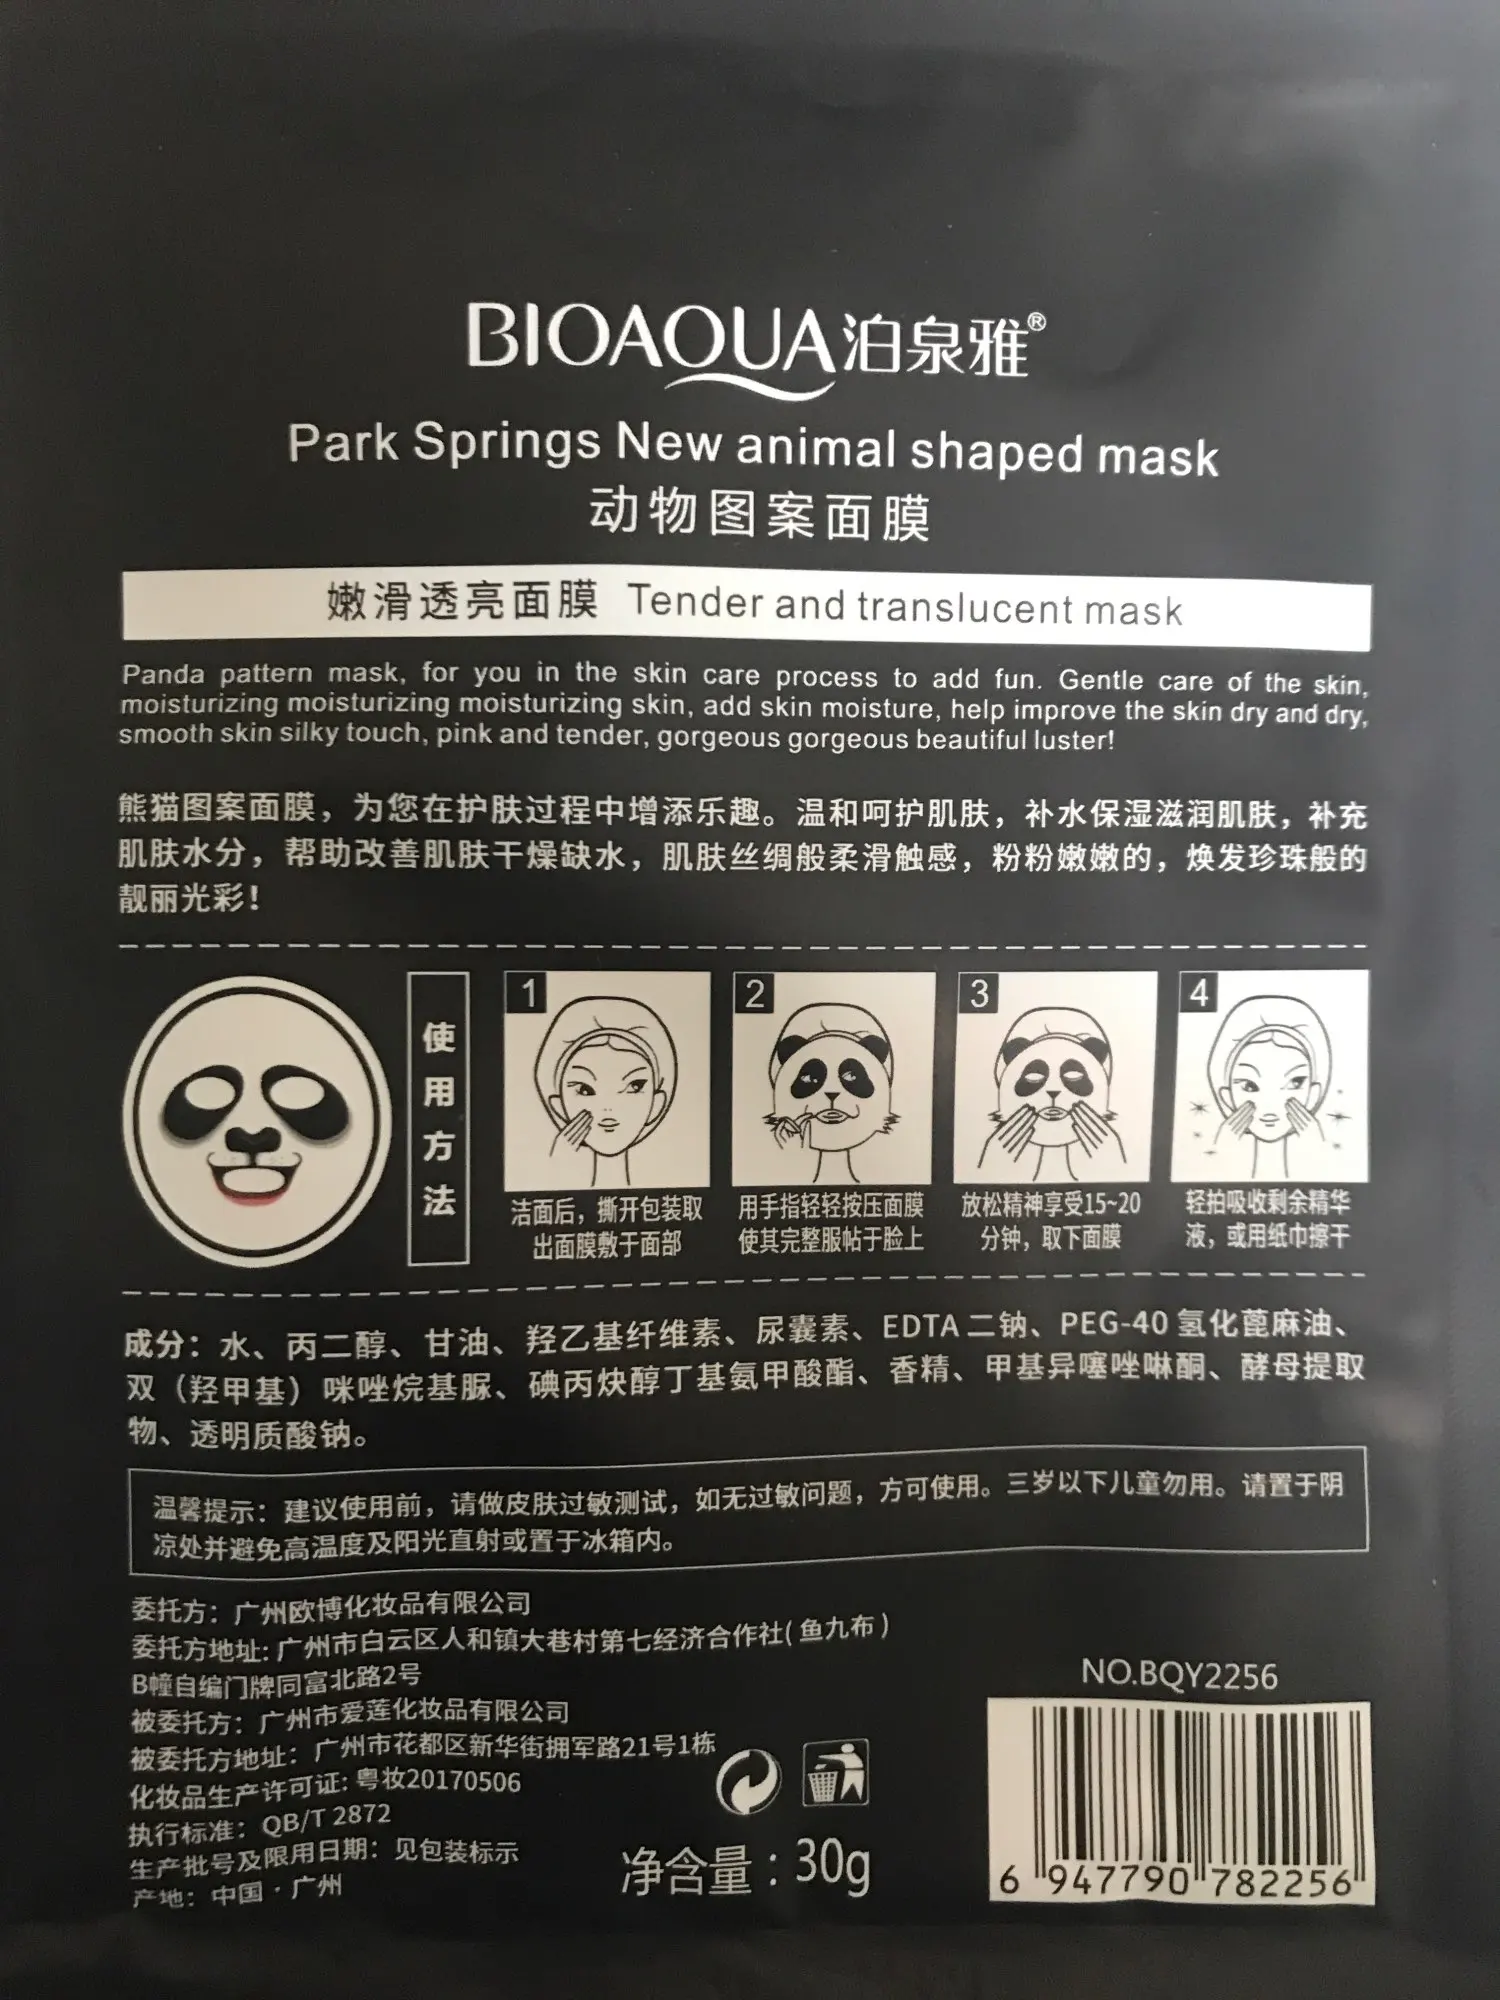 BIOAQUA泊泉雅®
Park Springs New animal shaped mask
动物图案面膜
嫩滑透亮面膜 Tender and translucent mask
Panda pattern mask, for you in the skin care process to add fun. Gentle care of the skin,
moisturizing moisturizing moisturizing skin, add skin moisture, help improve the skin dry and dry,
smooth skin silky touch, pink and tender, gorgeous gorgeous beautiful luster!
熊猫图案面膜，为您在护肤过程中增添乐趣。温和呵护肌肤，补水保湿滋润肌肤，补充
肌肤水分，帮助改善肌肤干燥缺水，肌肤丝绸般柔滑触感，粉粉嫩嫩的，焕发珍珠般的
靓丽光彩！
使用方法
1
洁面后，撕开包装取
出面膜敷于面部
2
用手指轻轻按压面膜
使其完整服帖于脸上
3
放松精神享受15~20
分钟，取下面膜
4
轻拍吸收剩余精华
液，或用纸巾擦干
成分：水、丙二醇、甘油、羟乙基纤维素、尿囊素、EDTA二钠、PEG-40氢化蓖麻油、
双（羟甲基）咪唑烷基脲、碘丙炔醇丁基氨甲酸酯、香精、甲基异噻唑啉酮、酵母提取
物、透明质酸钠。
温馨提示：建议使用前，请做皮肤过敏测试，如无过敏问题，方可使用。三岁以下儿童勿用。请置于阴
凉处并避免高温度及阳光直射或置于冰箱内。
委托方：广州欧博化妆品有限公司
委托方地址: 广州市白云区人和镇大巷村第七经济合作社(鱼九布)
B幢自编门牌同富北路2号
被委托方：广州市爱莲化妆品有限公司
被委托方地址：广州市花都区新华街拥军路21号1栋
化妆品生产许可证: 粤妆20170506
执行标准：QB/T 2872
生产批号及限用日期：见包装标示
产地：中国·广州
净含量：30g
NO.BQY2256
6 947790 782256